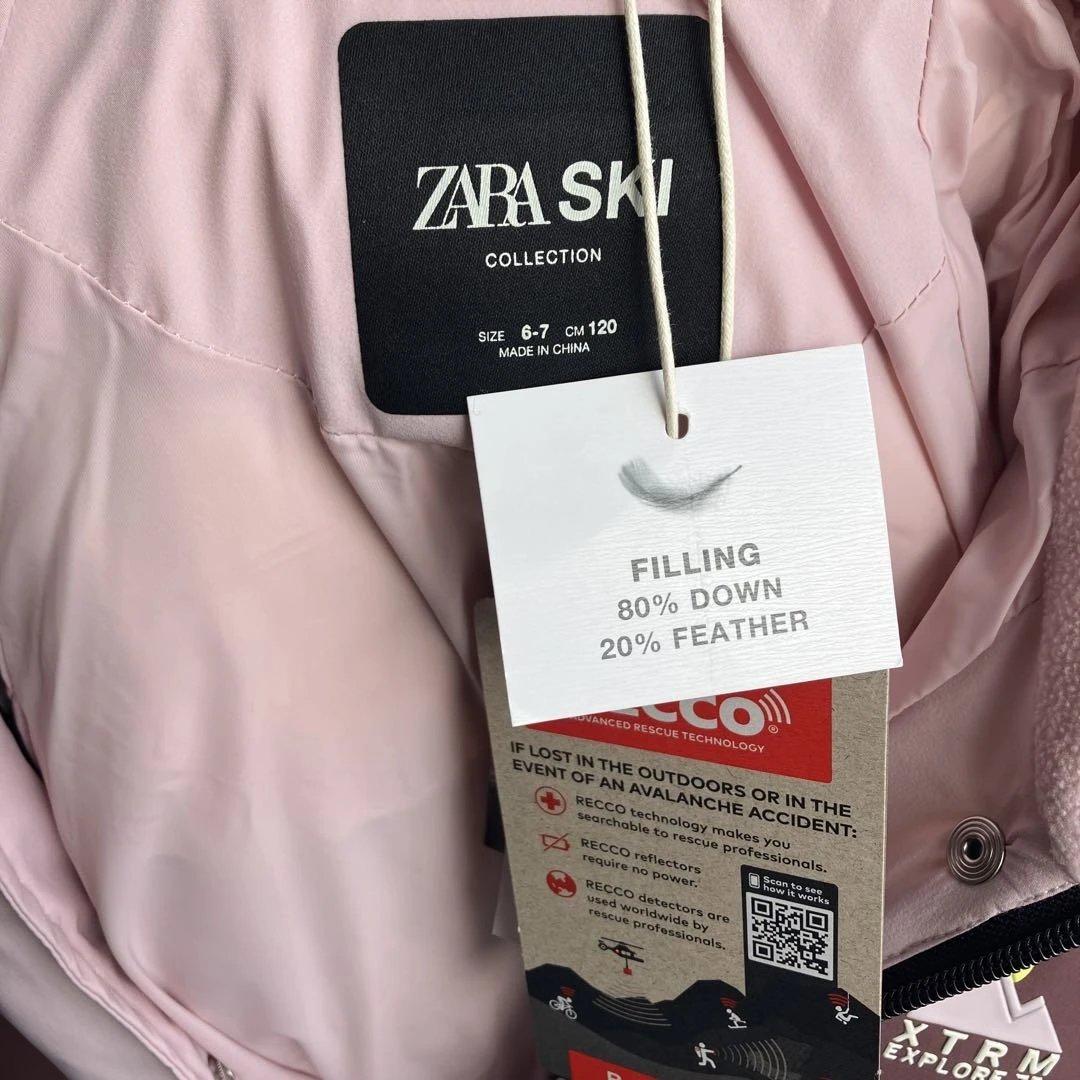 ZARA SKI
COLLECTION
SIZE 6-7 CM 120
MADE IN CHINA
FILLING
80% DOWN
20% FEATHER
ADVANCED RESCUE TECHNOLOGY
IF LOST IN THE OUTDOORS OR IN THE
EVENT OF AN AVALANCHE ACCIDENT:
RECCO technology makes you
searchable to rescue professionals.
RECCO reflectors
require no power.
RECCO detectors are
used worldwide by
rescue professionals.
Scan to see
how it works
XTRM
EXPLORE